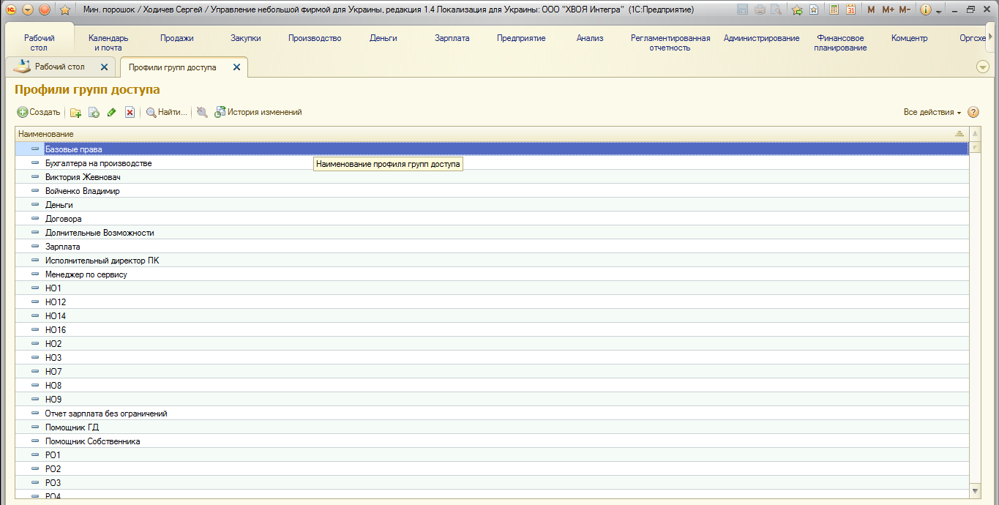 Мин. порошок / Ходичев Сергей / Управление небольшой фирмой для Украины, редакция 1.4 Локализация для Украины: ООО "ХВОЯ Интегра" (1С:Предприятие)
M M+ M-
Рабочий стол
Календарь и почта
Продажи
Закупки
Производство
Деньги
Зарплата
Предприятие
Анализ
Регламентированная отчетность
Администрирование
Финансовое планирование
Комцентр
Оргсхе
Рабочий стол
Профили групп доступа
Профили групп доступа
Создать
Найти...
История изменений
Все действия
Наименование
Базовые права
Бухгалтера на производстве
Наименование профиля групп доступа
Виктория Жевновач
Войченко Владимир
Деньги
Договора
Долнительные Возможности
Зарплата
Исполнительный директор ПК
Менеджер по сервису
НО1
НО12
НО14
НО16
НО2
НО3
НО7
НО8
НО9
Отчет зарплата без ограничений
Помощник ГД
Помощник Собственника
РО1
РО2
РО3
РО4